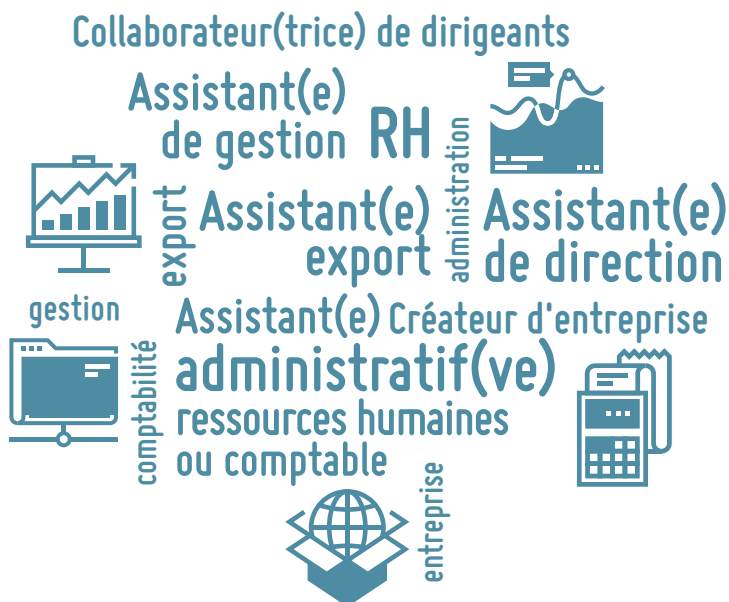 Collaborateur(trice) de dirigeants
Assistant(e)
de gestion
RH
administration
export
Assistant(e)
export
Assistant(e)
de direction
gestion
Assistant(e)
administratif(ve)
ressources humaines
ou comptable
Créateur d'entreprise
comptabilité
entreprise